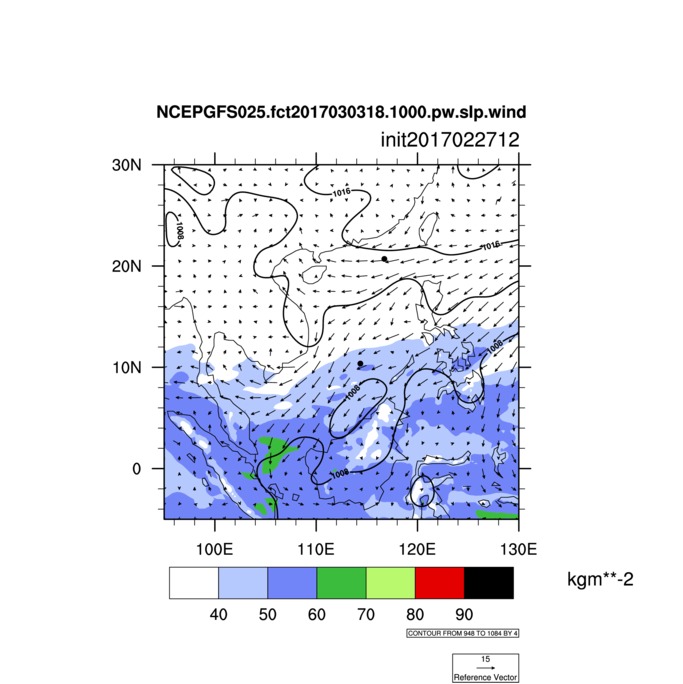 NCEPGFS025.fct2017030318.1000.pw.slp.wind
init2017022712
30N
1016
1008
1016
20N
1008
10N
1008
1008
0
100E 110E 120E 130E
kgm**-2
40 50 60 70 80 90
CONTOUR FROM 948 TO 1084 BY 4
15
Reference Vector